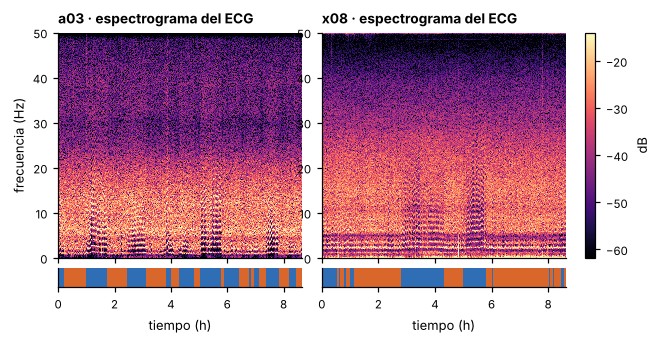 a03 · espectrograma del ECG
x08 · espectrograma del ECG
50
40
30
20
10
0
frecuencia (Hz)
50
40
30
20
10
0
−20
−30
−40
−50
−60
dB
0 2 4 6 8
0 2 4 6 8
tiempo (h)
tiempo (h)